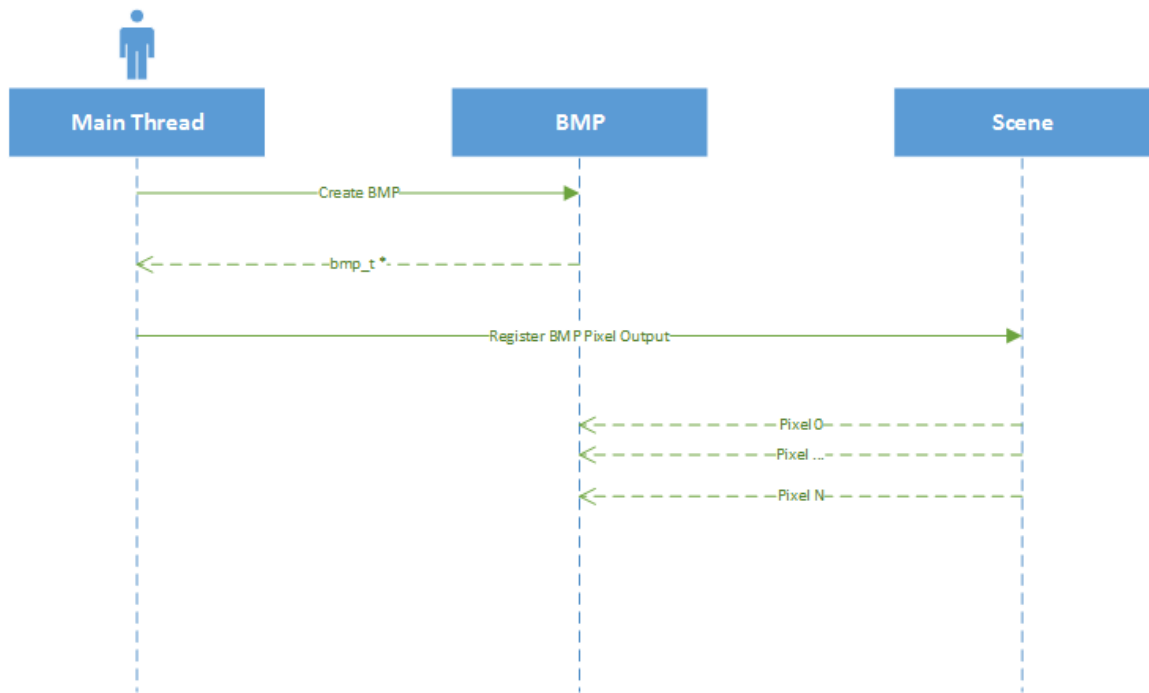 Main Thread
BMP
Scene
Create BMP
bmp_t *
Register BMP Pixel Output
Pixel 0
Pixel ...
Pixel N